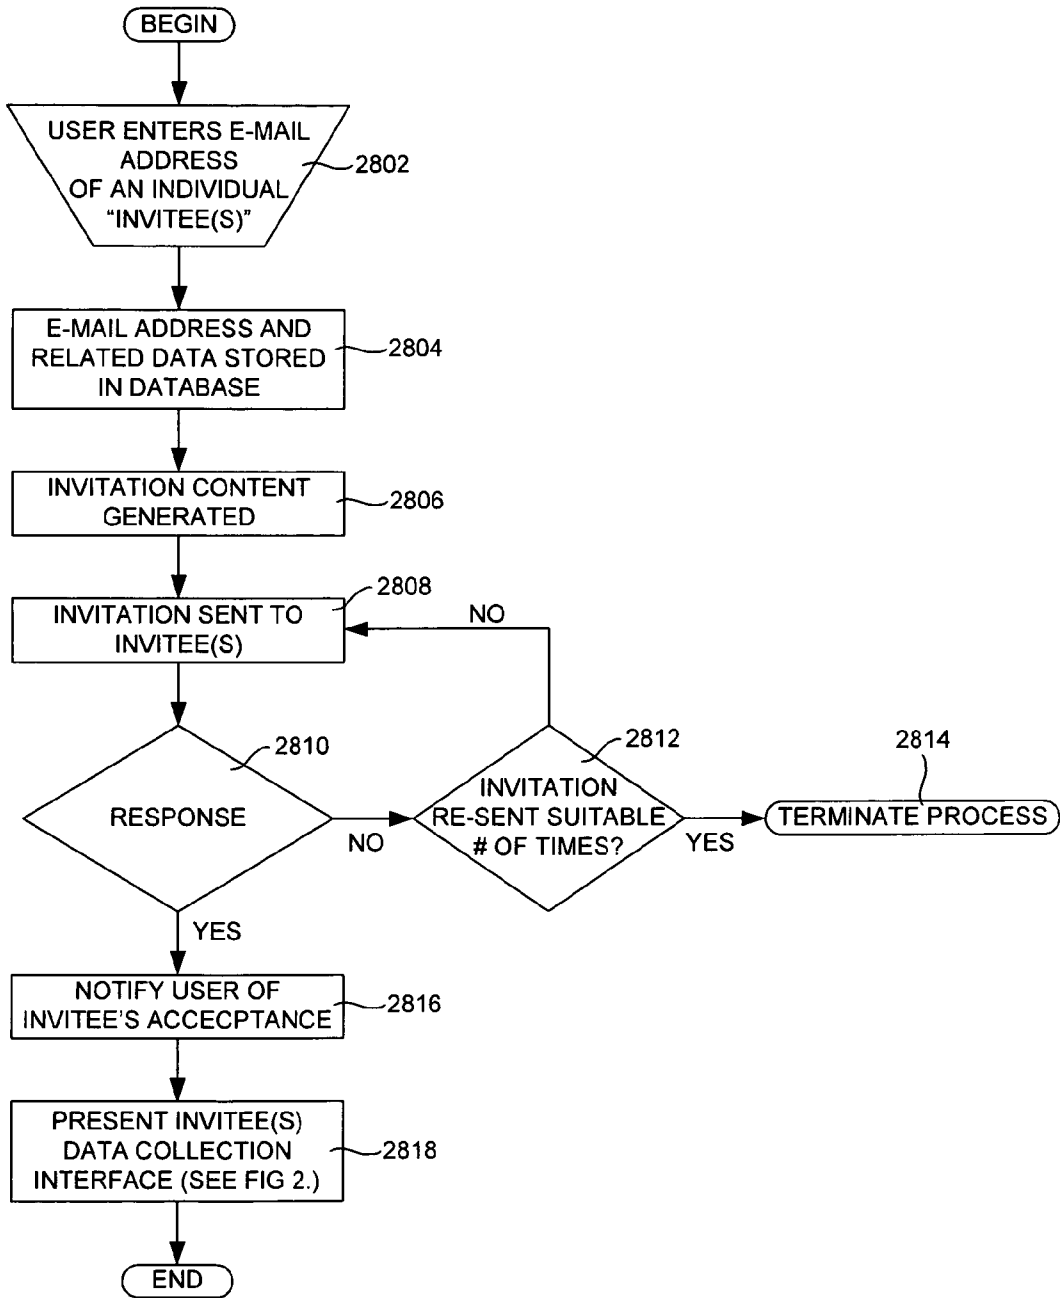 BEGIN
USER ENTERS E-MAIL
ADDRESS
OF AN INDIVIDUAL
“INVITEE(S)”
2802
E-MAIL ADDRESS AND
RELATED DATA STORED
IN DATABASE
2804
INVITATION CONTENT
GENERATED
2806
INVITATION SENT TO
INVITEE(S)
2808
NO
RESPONSE
2810
NO
INVITATION
RE-SENT SUITABLE
# OF TIMES?
2812
YES
2814
TERMINATE PROCESS
YES
NOTIFY USER OF
INVITEE'S ACCECPTANCE
2816
PRESENT INVITEE(S)
DATA COLLECTION
INTERFACE (SEE FIG 2.)
2818
END